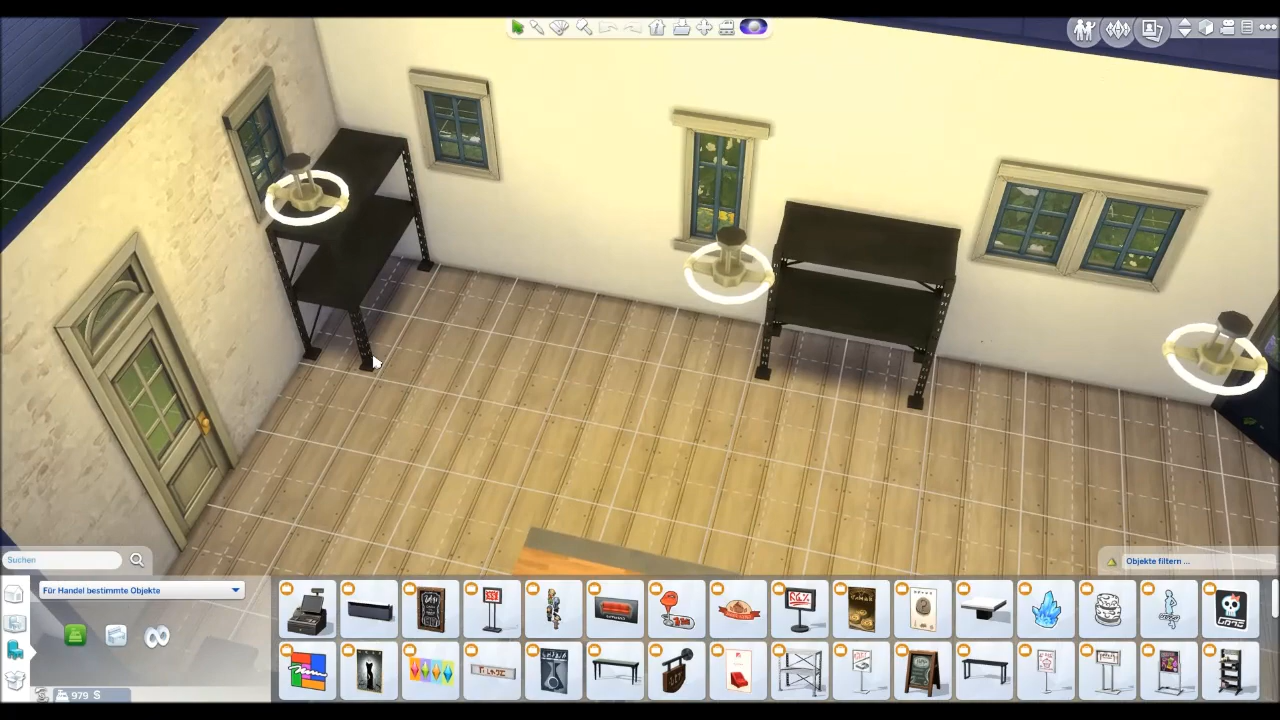 Suchen
Objekte filtern ...
Für Handel bestimmte Objekte
979 $